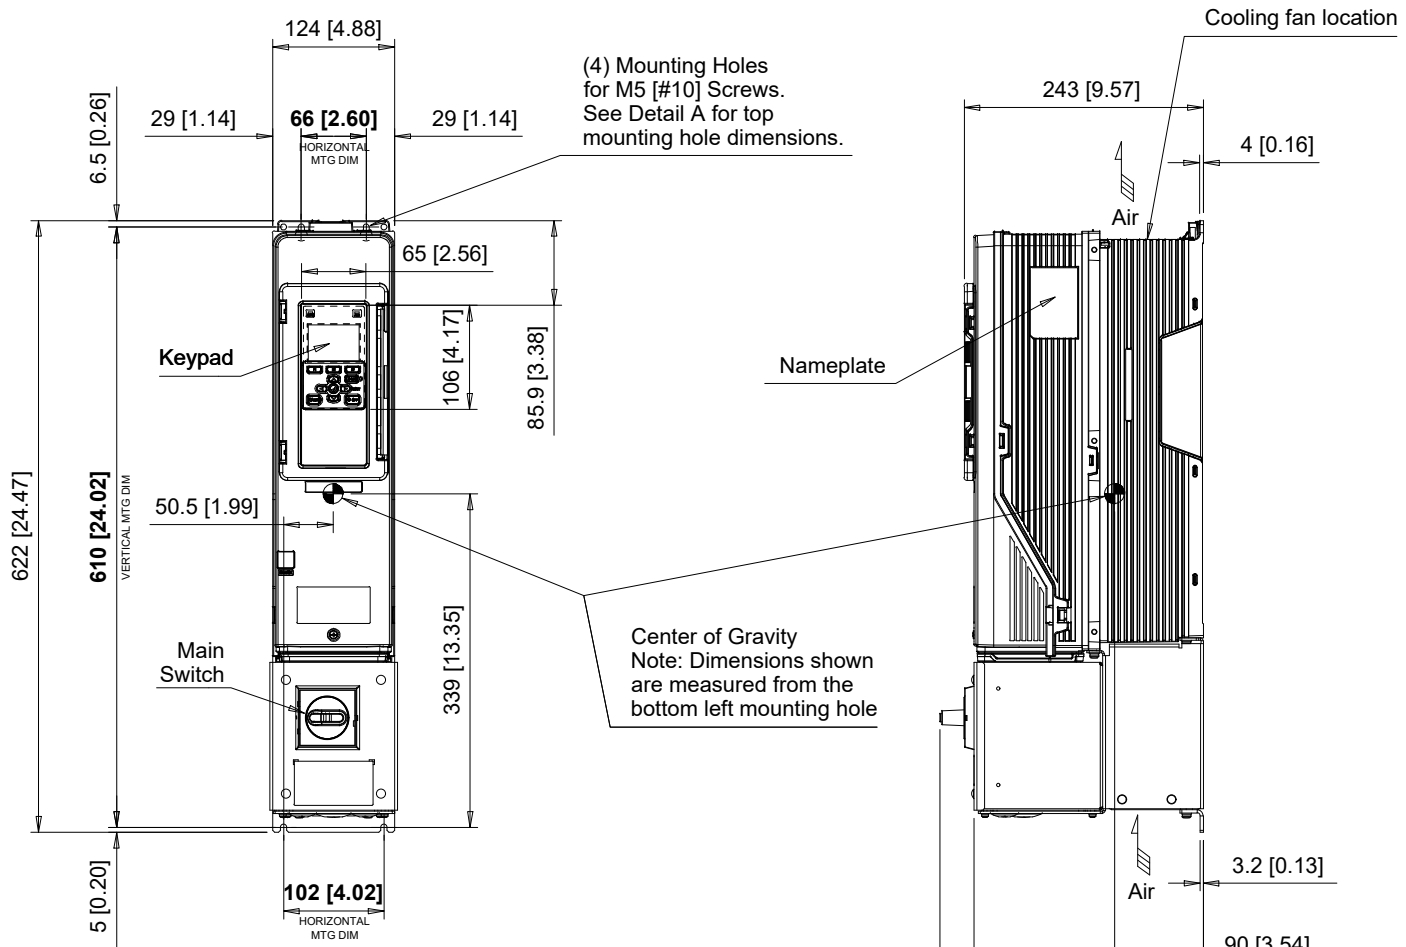 Cooling fan location
124 [4.88]
(4) Mounting Holes
for M5 [#10] Screws.
See Detail A for top
mounting hole dimensions.
243 [9.57]
6.5 [0.26]
29 [1.14]
66 [2.60]
HORIZONTAL
MTG DIM
29 [1.14]
4 [0.16]
Air
65 [2.56]
Keypad
106 [4.17]
85.9 [3.38]
Nameplate
622 [24.47]
610 [24.02]
VERTICAL MTG DIM
50.5 [1.99]
339 [13.35]
Center of Gravity
Note: Dimensions shown
are measured from the
bottom left mounting hole
Main
Switch
5 [0.20]
102 [4.02]
HORIZONTAL
MTG DIM
Air
3.2 [0.13]
90 [3.54]